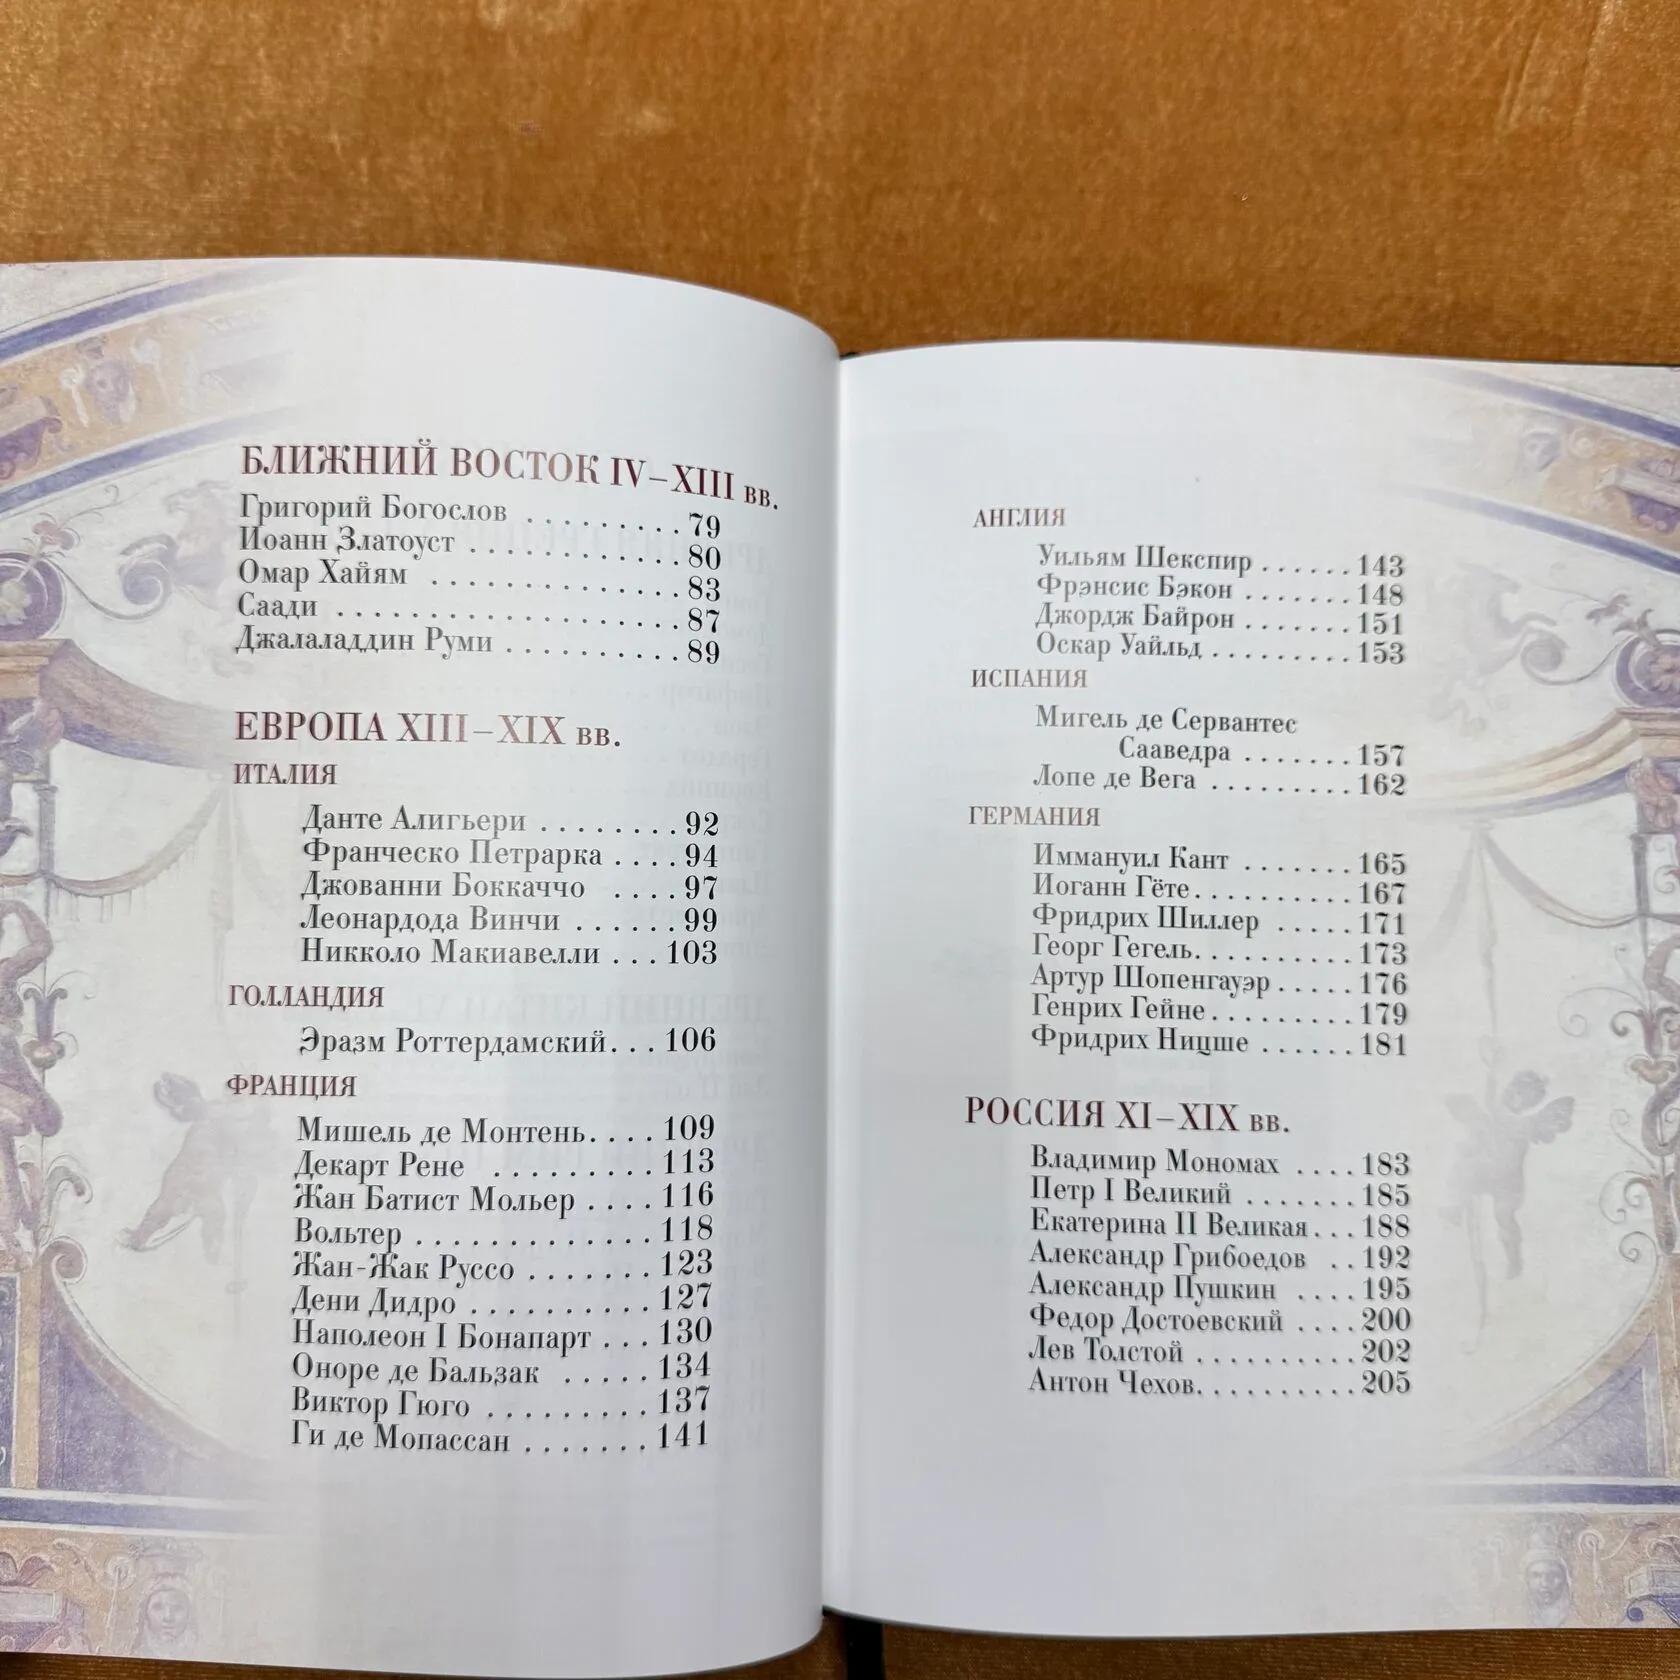 БЛИЖНИЙ ВОСТОК IV–XIII вв.
Григорий Богослов . . . . . . . . . 79
Иоанн Златоуст . . . . . . . . . . . . 80
Омар Хайям . . . . . . . . . . . . . . 83
Саади . . . . . . . . . . . . . . . . . . . . 87
Джалаладдин Руми . . . . . . . . . . 89
ЕВРОПА XIII–XIX вв.
ИТАЛИЯ
Данте Алигьери . . . . . . . . 92
Франческо Петрарка . . . . 94
Джованни Боккаччо . . . . 97
Леонардода Винчи . . . . . . 99
Никколо Макиавелли . . . 103
ГОЛЛАНДИЯ
Эразм Роттердамский. . . 106
ФРАНЦИЯ
Мишель де Монтень. . . . 109
Декарт Рене . . . . . . . . . 113
Жан Батист Мольер . . . . 116
Вольтер . . . . . . . . . . . . . 118
Жан-Жак Руссо . . . . . . . 123
Дени Дидро . . . . . . . . . . 127
Наполеон I Бонапарт . . . 130
Оноре де Бальзак . . . . . 134
Виктор Гюго . . . . . . . . . 137
Ги де Мопассан . . . . . . . 141
АНГЛИЯ
Уильям Шекспир . . . . . . 143
Фрэнсис Бэкон . . . . . . . 148
Джордж Байрон . . . . . . . 151
Оскар Уайльд . . . . . . . . . 153
ИСПАНИЯ
Мигель де Сервантес
Сааведра . . . . . . . 157
Лопе де Вега . . . . . . . . . 162
ГЕРМАНИЯ
Иммануил Кант . . . . . . . 165
Иоганн Гёте. . . . . . . . . . 167
Фридрих Шиллер . . . . . 171
Георг Гегель. . . . . . . . . . 173
Артур Шопенгауэр . . . . . 176
Генрих Гейне . . . . . . . . . 179
Фридрих Ницше . . . . . . 181
РОССИЯ XI–XIX вв.
Владимир Мономах . . . . 183
Петр I Великий . . . . . . . 185
Екатерина II Великая . . . 188
Александр Грибоедов . . 192
Александр Пушкин . . . . 195
Федор Достоевский . . . . 200
Лев Толстой . . . . . . . . . . 202
Антон Чехов. . . . . . . . . . 205